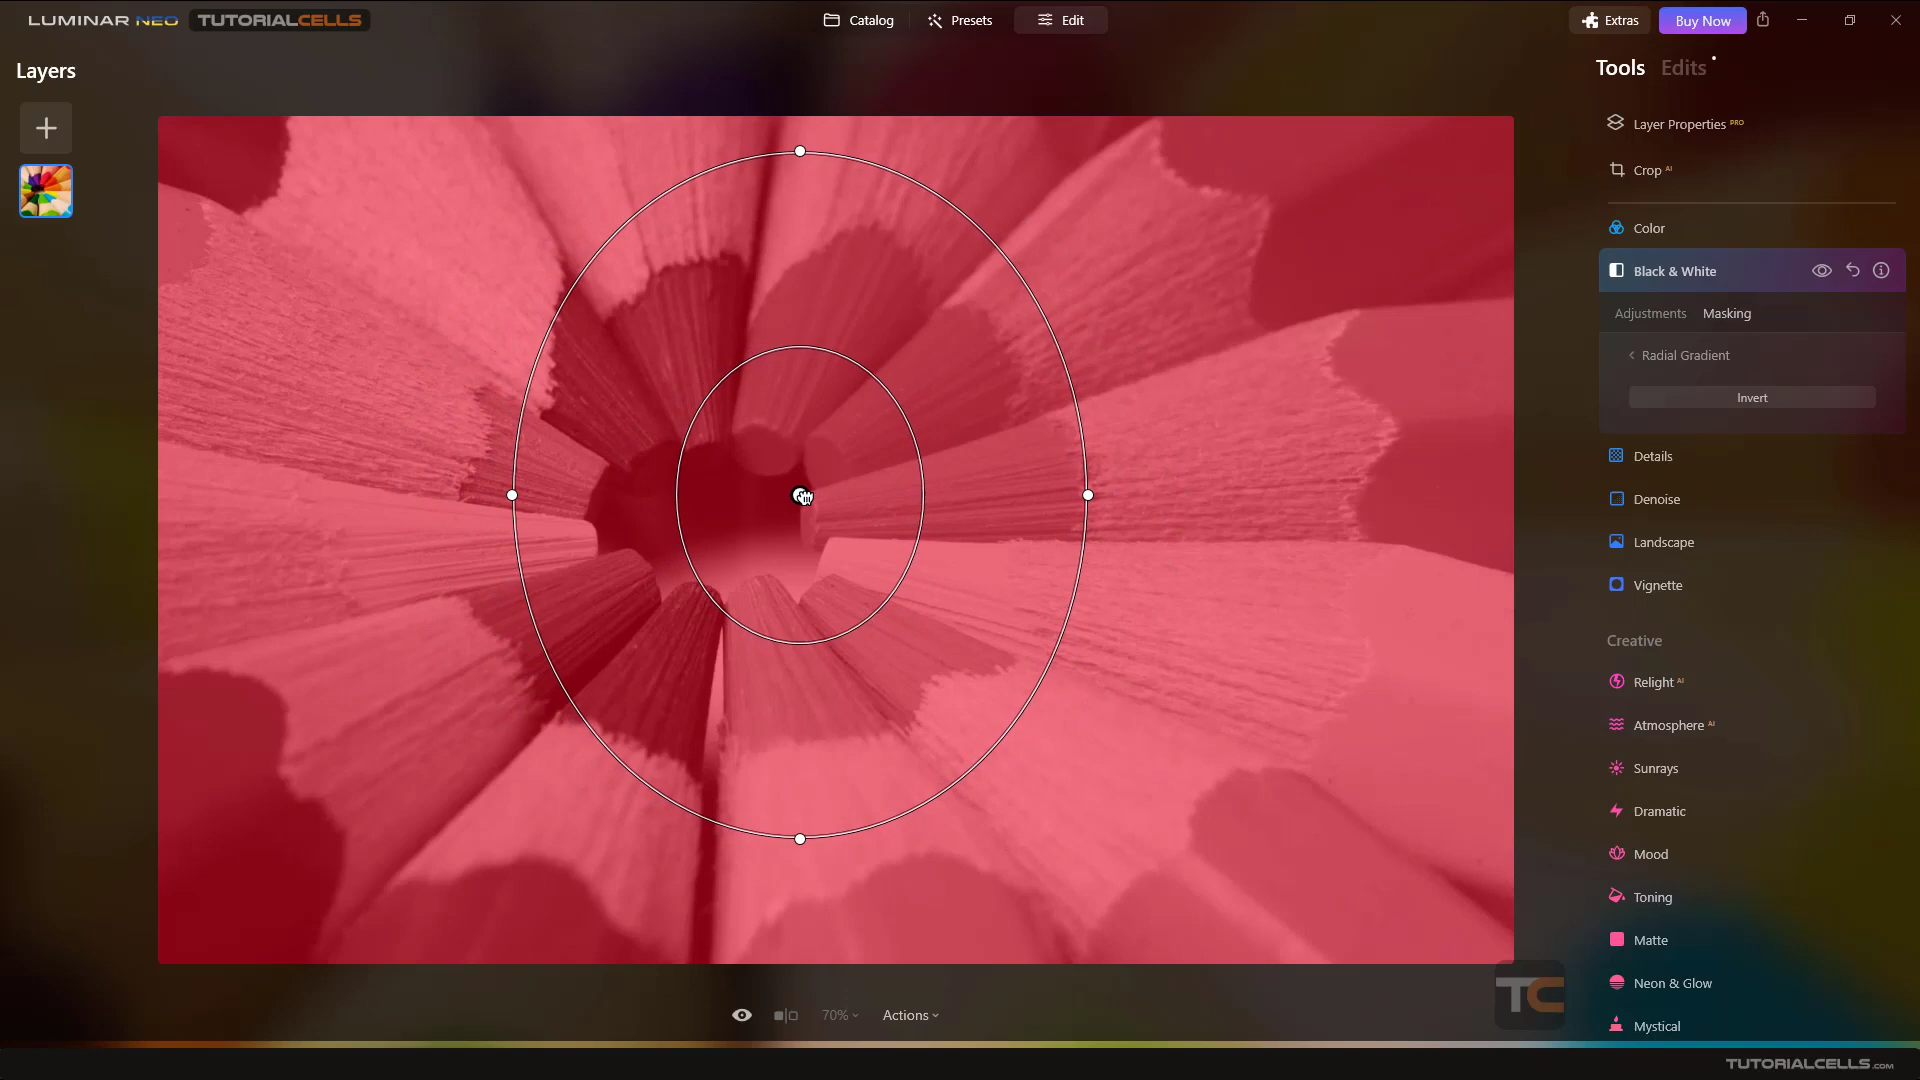 LUMINAR NEO TUTORIALCELLS
Catalog
Presets
Edit
Extras
Buy Now
Layers
Tools Edits
Layer Properties PRO
Crop AI
Color
Black & White
Adjustments Masking
Radial Gradient
Invert
Details
Denoise
Landscape
Vignette
Creative
Relight AI
Atmosphere AI
Sunrays
Dramatic
Mood
Toning
Matte
Neon & Glow
Mystical
70%
Actions
TC
TUTORIALCELLS.COM